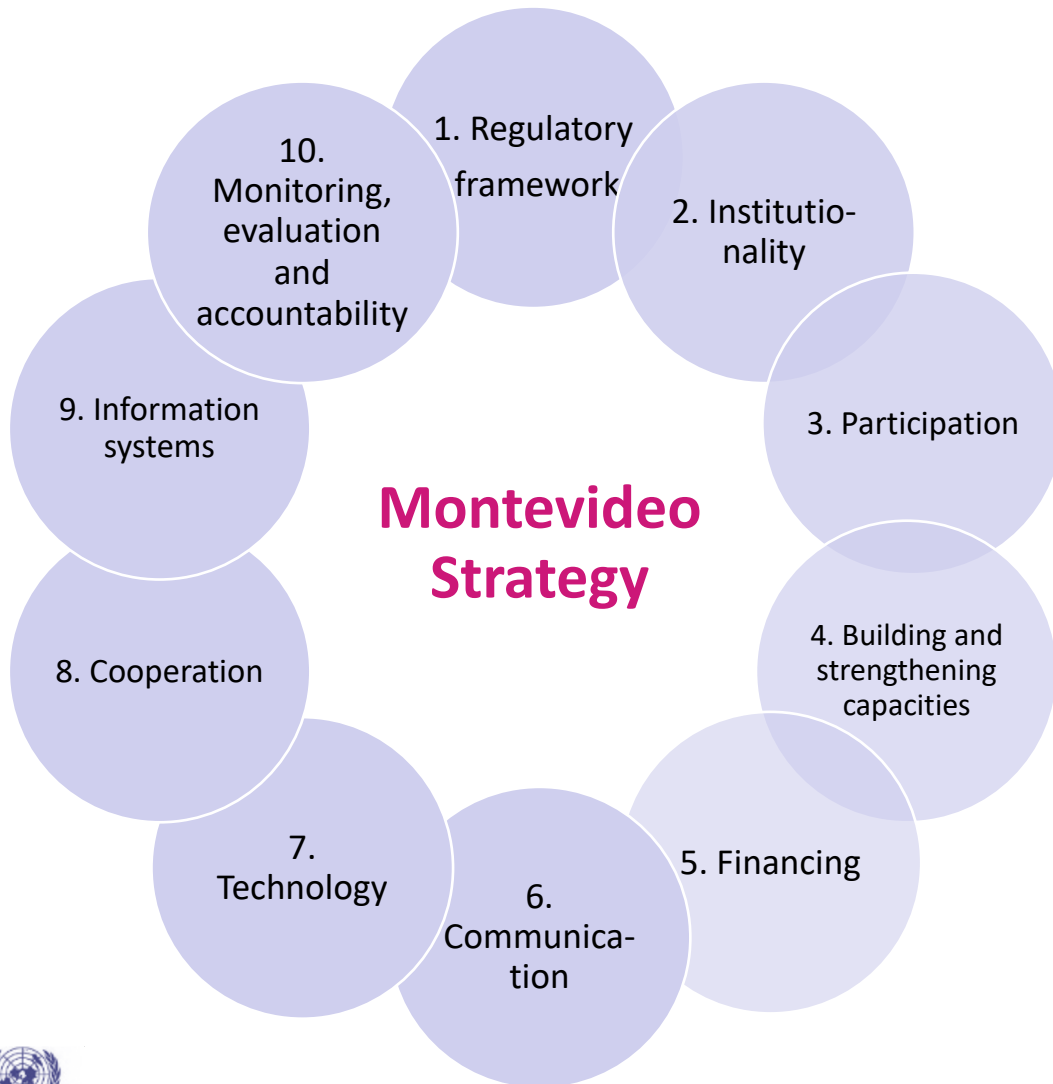 1. Regulatory
framework
2. Institutio-
nality
3. Participation
4. Building and
strengthening
capacities
5. Financing
6.
Communica-
tion
7.
Technology
8. Cooperation
9. Information
systems
10.
Monitoring,
evaluation
and
accountability
Montevideo
Strategy